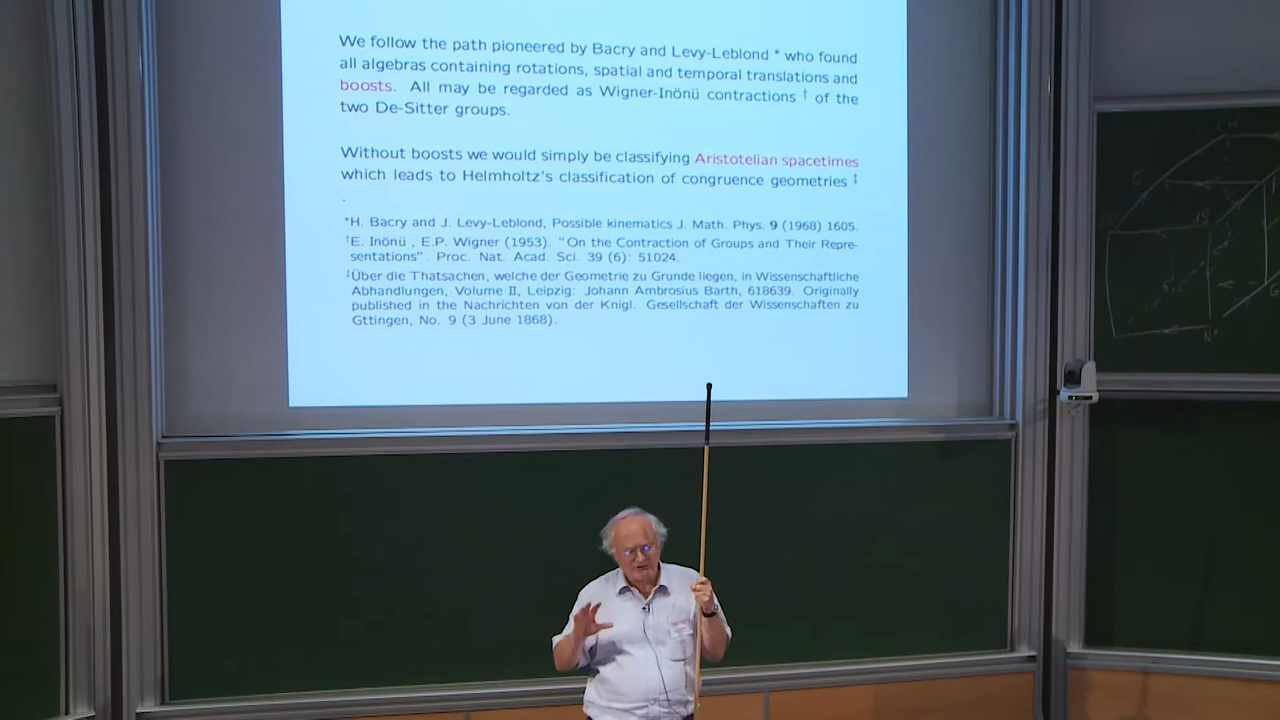 We follow the path pioneered by Bacry and Levy-Leblond * who found
all algebras containing rotations, spatial and temporal translations and
boosts. All may be regarded as Wigner-Inönü contractions † of the
two De-Sitter groups.
Without boosts we would simply be classifying Aristotelian spacetimes
which leads to Helmholtz's classification of congruence geometries ‡
.
*H. Bacry and J. Levy-Leblond, Possible kinematics J. Math. Phys. 9 (1968) 1605.
†E. Inönü , E.P. Wigner (1953). "On the Contraction of Groups and Their Repre-
sentations". Proc. Nat. Acad. Sci. 39 (6): 51024.
‡Über die Thatsachen, welche der Geometrie zu Grunde liegen, in Wissenschaftliche
Abhandlungen, Volume II, Leipzig: Johann Ambrosius Barth, 618639. Originally
published in the Nachrichten von der Knigl. Gesellschaft der Wissenschaften zu
Gttingen, No. 9 (3 June 1868).